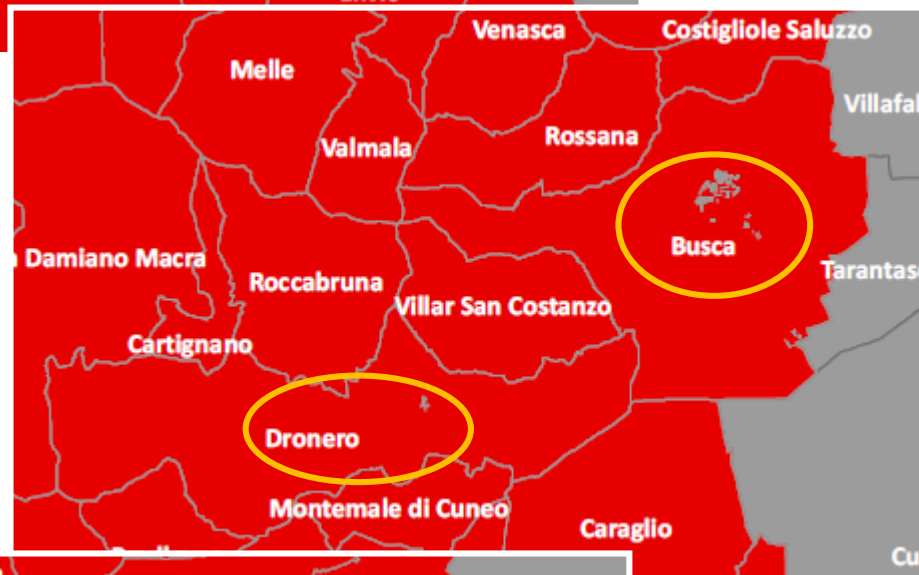 Venasca
Costigliole Saluzzo
Melle
Villafal
Rossana
Valmala
Busca
Damiano Macra
Tarantas
Roccabruna
Villar San Costanzo
Cartignano
Dronero
Montemale di Cuneo
Caraglio
Cu